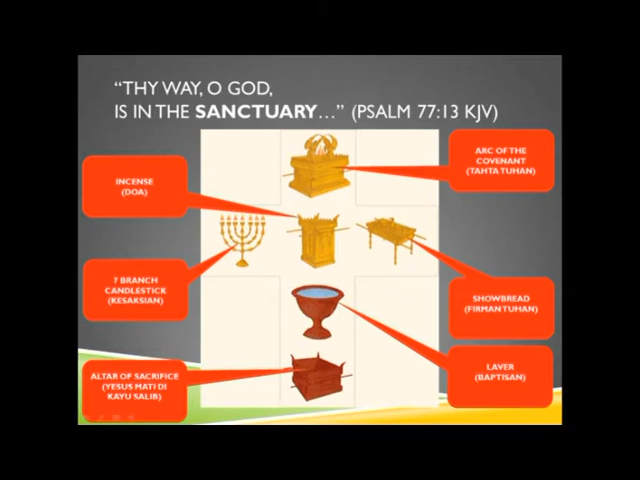 “THY WAY, O GOD,
IS IN THE SANCTUARY…” (PSALM 77:13 KJV)
ARC OF THE
COVENANT
(TAHTA TUHAN)
INCENSE
(DOA)
7 BRANCH
CANDLESTICK
(KESAKSIAN)
SHOWBREAD
(FIRMAN TUHAN)
LAVER
(BAPTISAN)
ALTAR OF SACRIFICE
(YESUS MATI DI
KAYU SALIB)